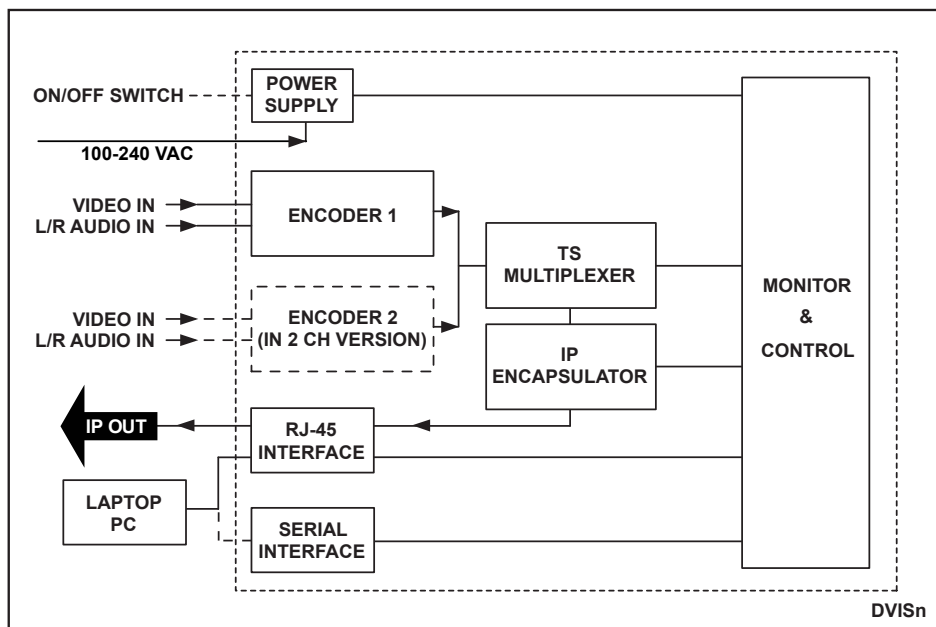 ON/OFF SWITCH
POWER
SUPPLY
100-240 VAC
VIDEO IN
L/R AUDIO IN
ENCODER 1
TS
MULTIPLEXER
MONITOR
&
CONTROL
VIDEO IN
L/R AUDIO IN
ENCODER 2
(IN 2 CH VERSION)
IP
ENCAPSULATOR
IP OUT
RJ-45
INTERFACE
LAPTOP
PC
SERIAL
INTERFACE
DVISn